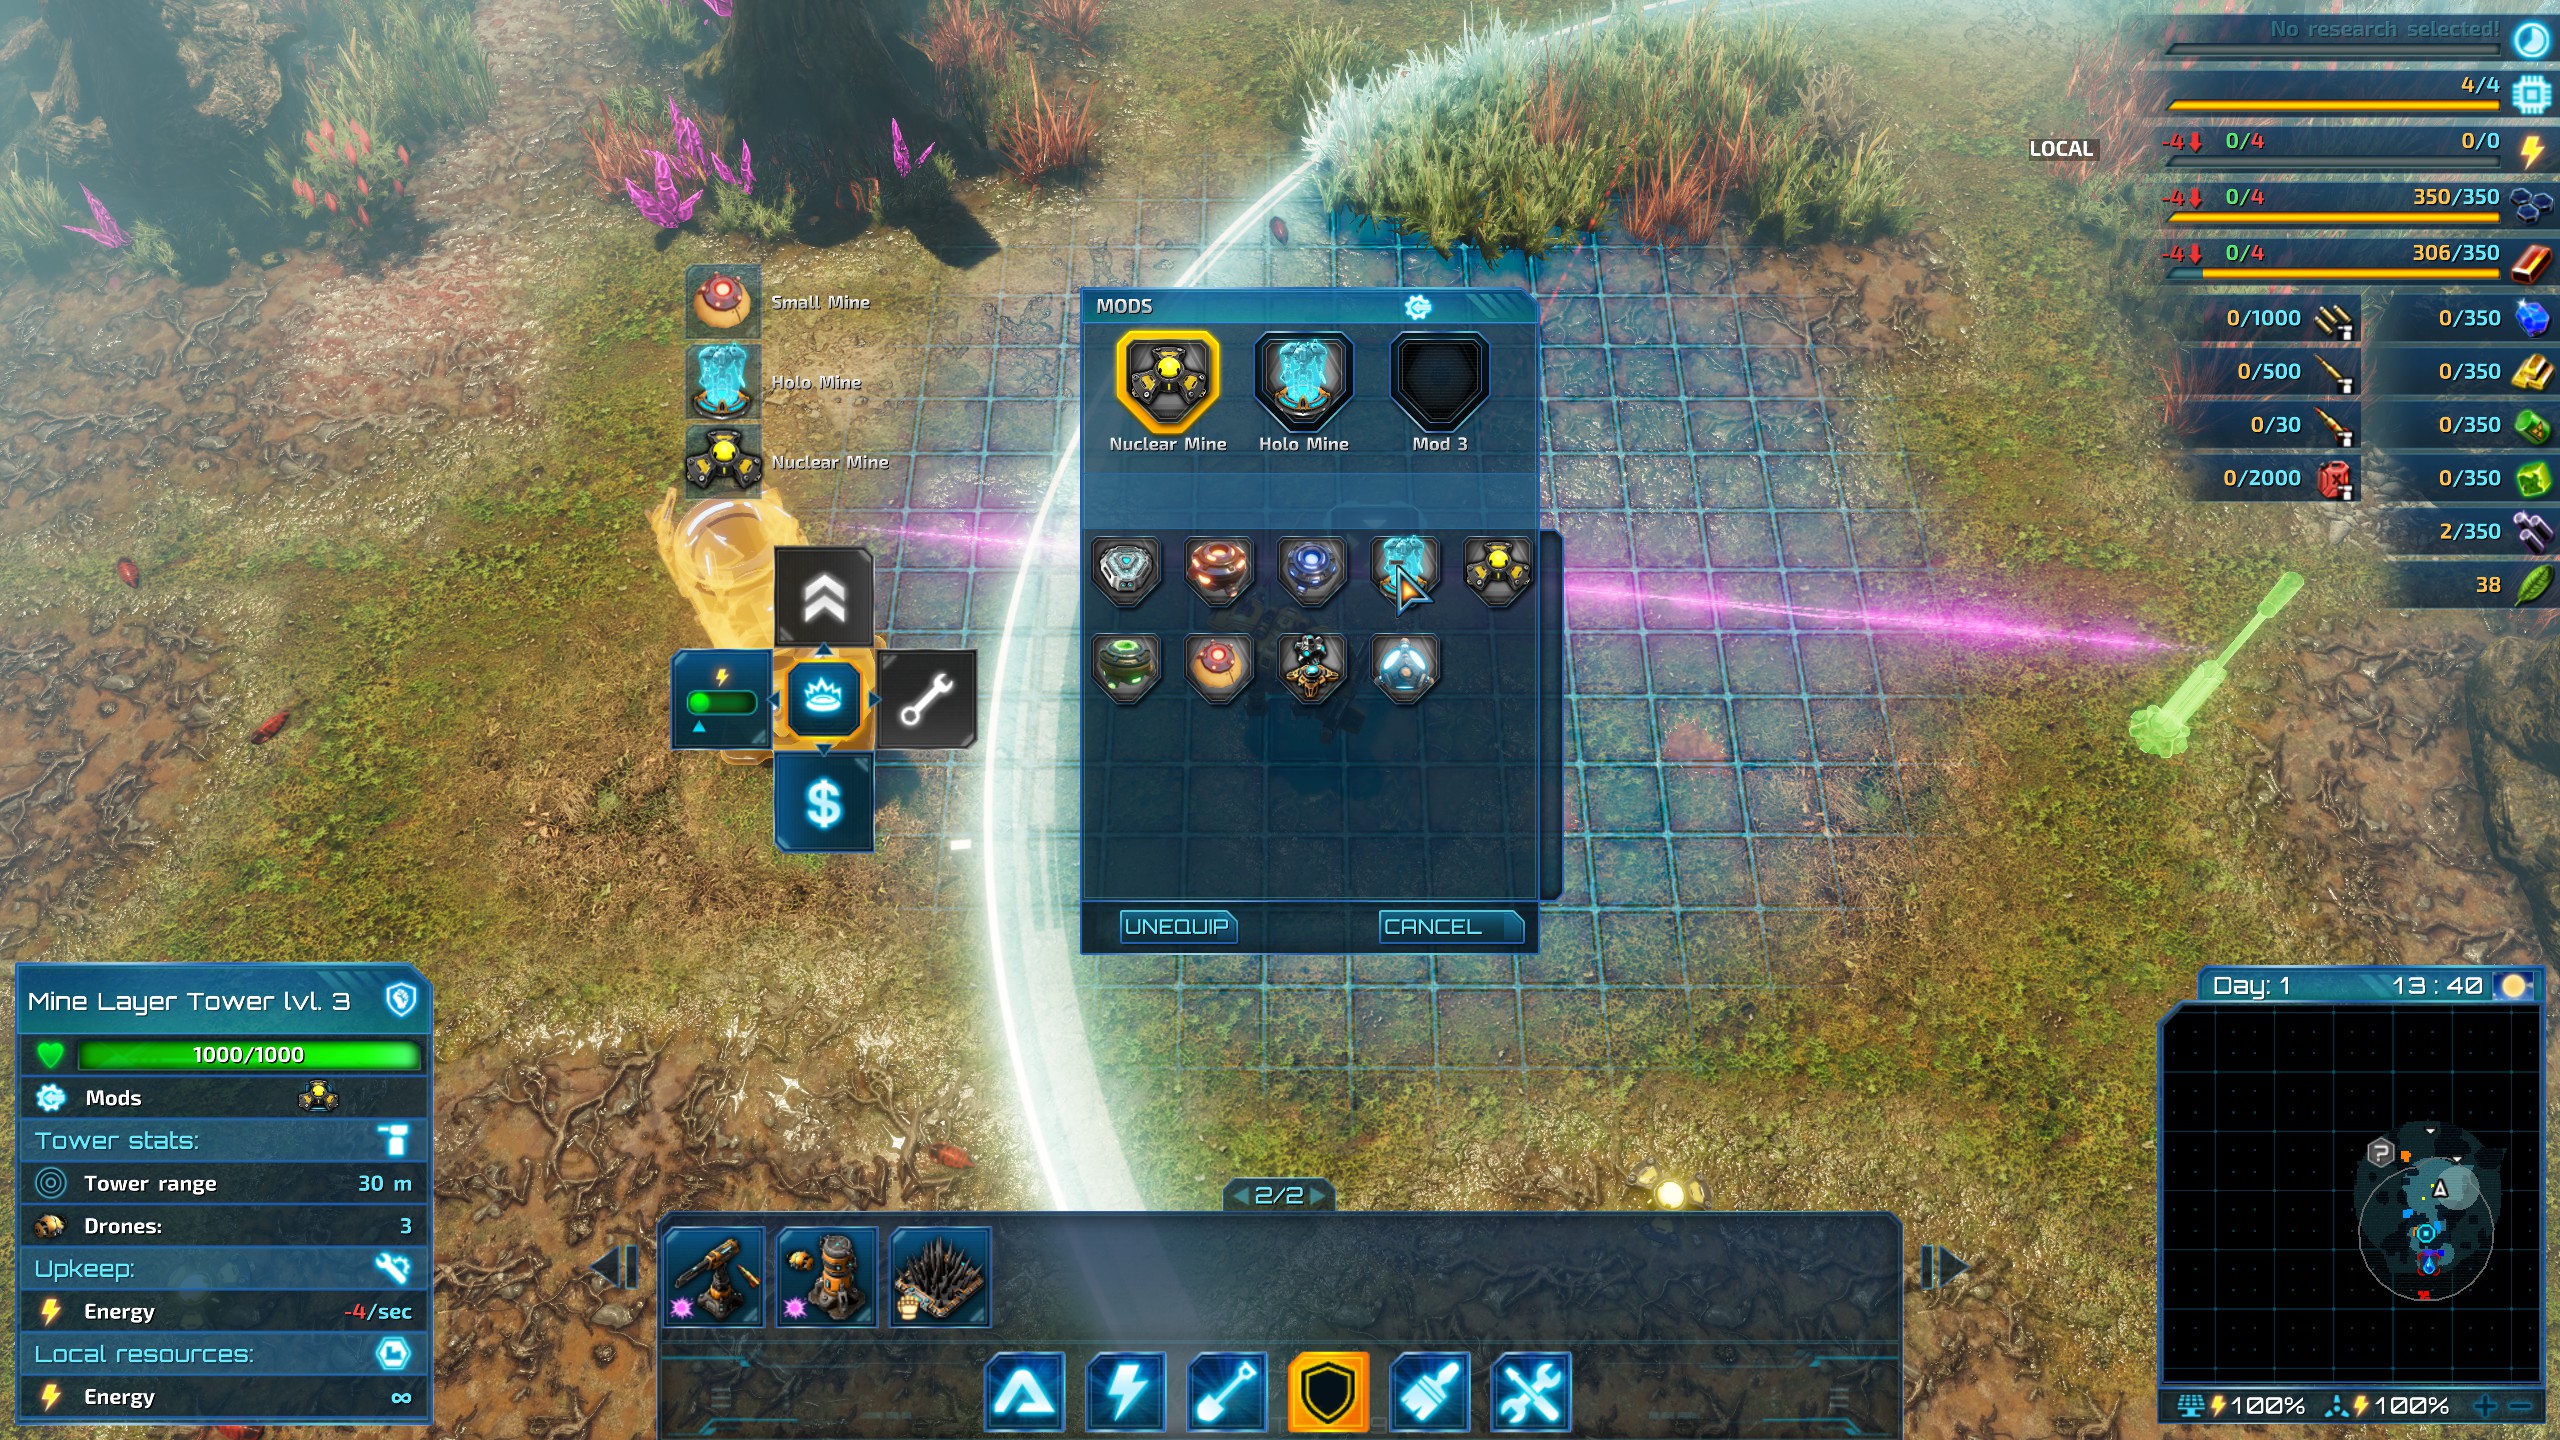 No research selected!
4/4
LOCAL
-4 0/4 0/0
-4 0/4 350/350
-4 0/4 306/350
0/1000 0/350
0/500 0/350
0/30 0/350
0/2000 0/350
2/350
38
Small Mine
Holo Mine
Nuclear Mine
MODS
Nuclear Mine Holo Mine Mod 3
UNEQUIP CANCEL
$
Mine Layer Tower lvl. 3
1000/1000
Mods
Tower stats:
Tower range 30 m
Drones: 3
Upkeep:
Energy -4/sec
Local resources:
Energy ∞
2/2
Day: 1 13:40
?
100% 100%